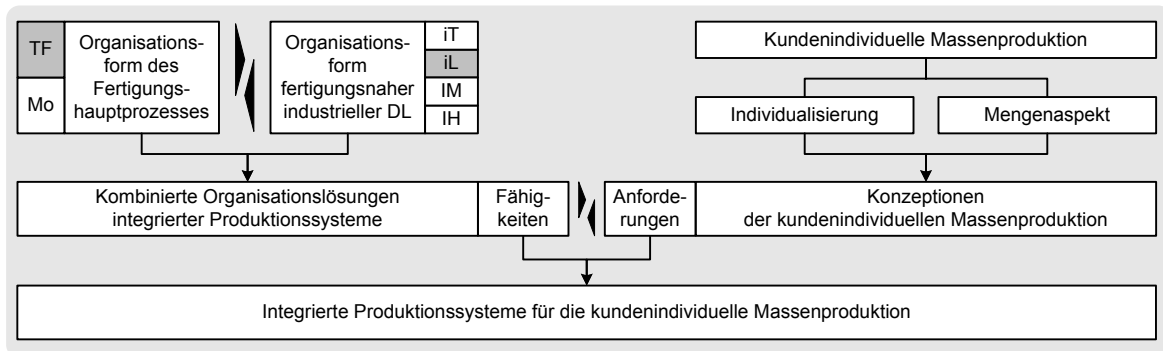 TF
Mo
Organisations-
form des
Fertigungs-
hauptprozesses
Organisations-
form
fertigungsnaher
industrieller DL
iT
iL
IM
IH
Kundenindividuelle Massenproduktion
Individualisierung
Mengenaspekt
Kombinierte Organisationslösungen
integrierter Produktionssysteme
Fähig-
keiten
Anforde-
rungen
Konzeptionen
der kundenindividuellen Massenproduktion
Integrierte Produktionssysteme für die kundenindividuelle Massenproduktion